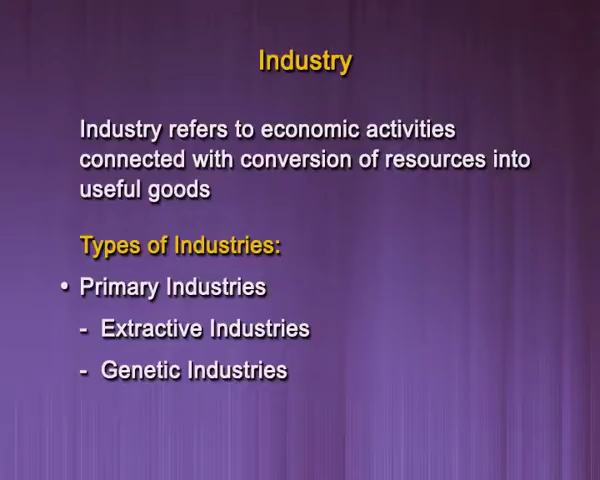 Industry
Industry refers to economic activities
connected with conversion of resources into
useful goods
Types of Industries:
• Primary Industries
- Extractive Industries
- Genetic Industries